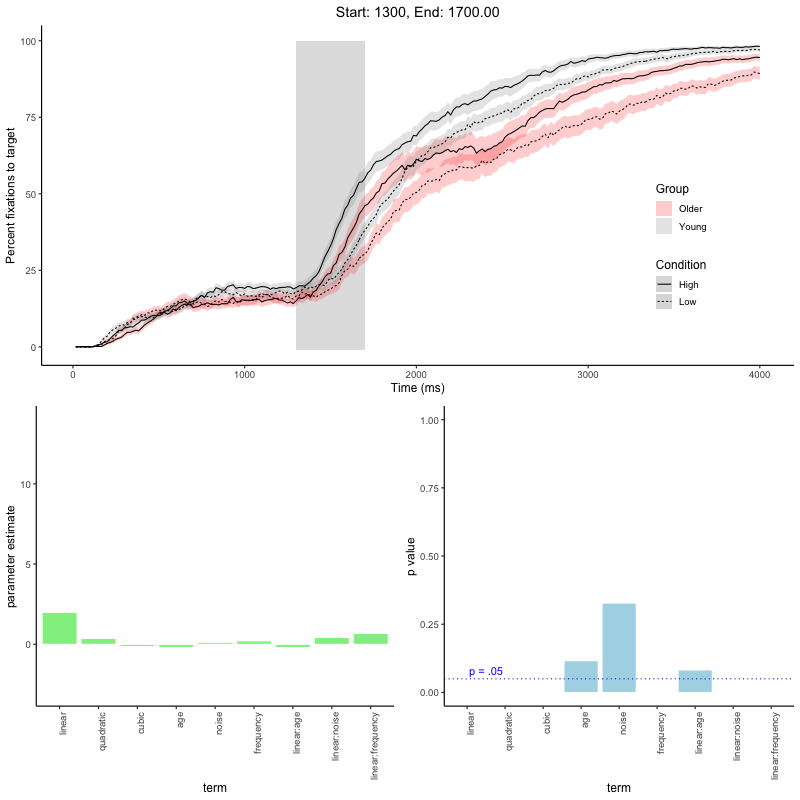 Start: 1300, End: 1700.00
Percent fixations to target
100
75
50
25
0
0
1000
2000
3000
4000
Time (ms)
Group
Older
Young
Condition
High
Low
parameter estimate
10
5
0
linear
quadratic
cubic
age
noise
frequency
linear:age
linear:noise
linear:frequency
term
p value
1.00
0.75
0.50
0.25
0.00
p = .05
linear
quadratic
cubic
age
noise
frequency
linear:age
linear:noise
linear:frequency
term